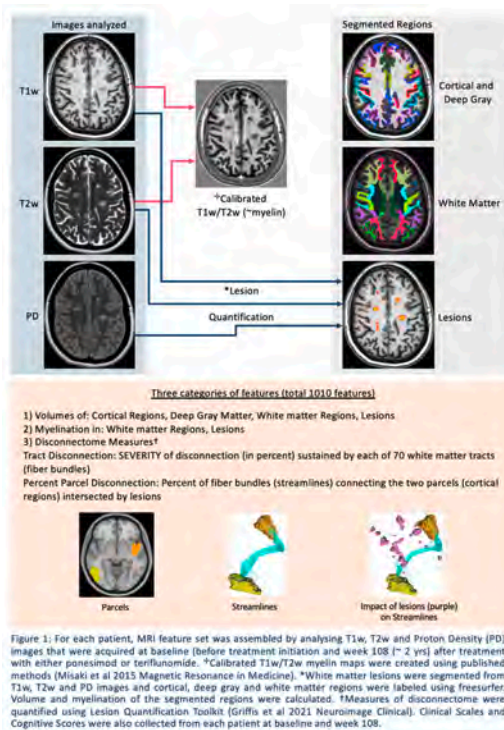 Images analyzed
Segmented Regions
T1w
Cortical and
Deep Gray
+Calibrated
T1w/T2w (~myelin)
T2w
White Matter
*Lesion
Quantification
PD
Lesions
Three categories of features (total 1010 features)
1) Volumes of: Cortical Regions, Deep Gray Matter, White matter Regions, Lesions
2) Myelination in: White matter Regions, Lesions
3) Disconnectome Measures†
Tract Disconnection: SEVERITY of disconnection (in percent) sustained by each of 70 white matter tracts
(fiber bundles)
Percent Parcel Disconnection: Percent of fiber bundles (streamlines) connecting the two parcels (cortical
regions) intersected by lesions
Parcels
Streamlines
Impact of lesions (purple)
on Streamlines
Figure 1: For each patient, MRI feature set was assembled by analysing T1w, T2w and Proton Density (PD)
images that were acquired at baseline (before treatment initiation and week 108 (~ 2 yrs) after treatment
with either ponesimod or teriflunomide. +Calibrated T1w/T2w myelin maps were created using published
methods (Misaki et al 2015 Magnetic Resonance in Medicine). *White matter lesions were segmented from
T1w, T2w and PD images and cortical, deep gray and white matter regions were labeled using freesurfer.
Volume and myelination of the segmented regions were calculated. †Measures of disconnectome were
quantified using Lesion Quantification Toolkit (Griffis et al 2021 Neuroimage Clinical). Clinical Scales and
Cognitive Scores were also collected from each patient at baseline and week 108.